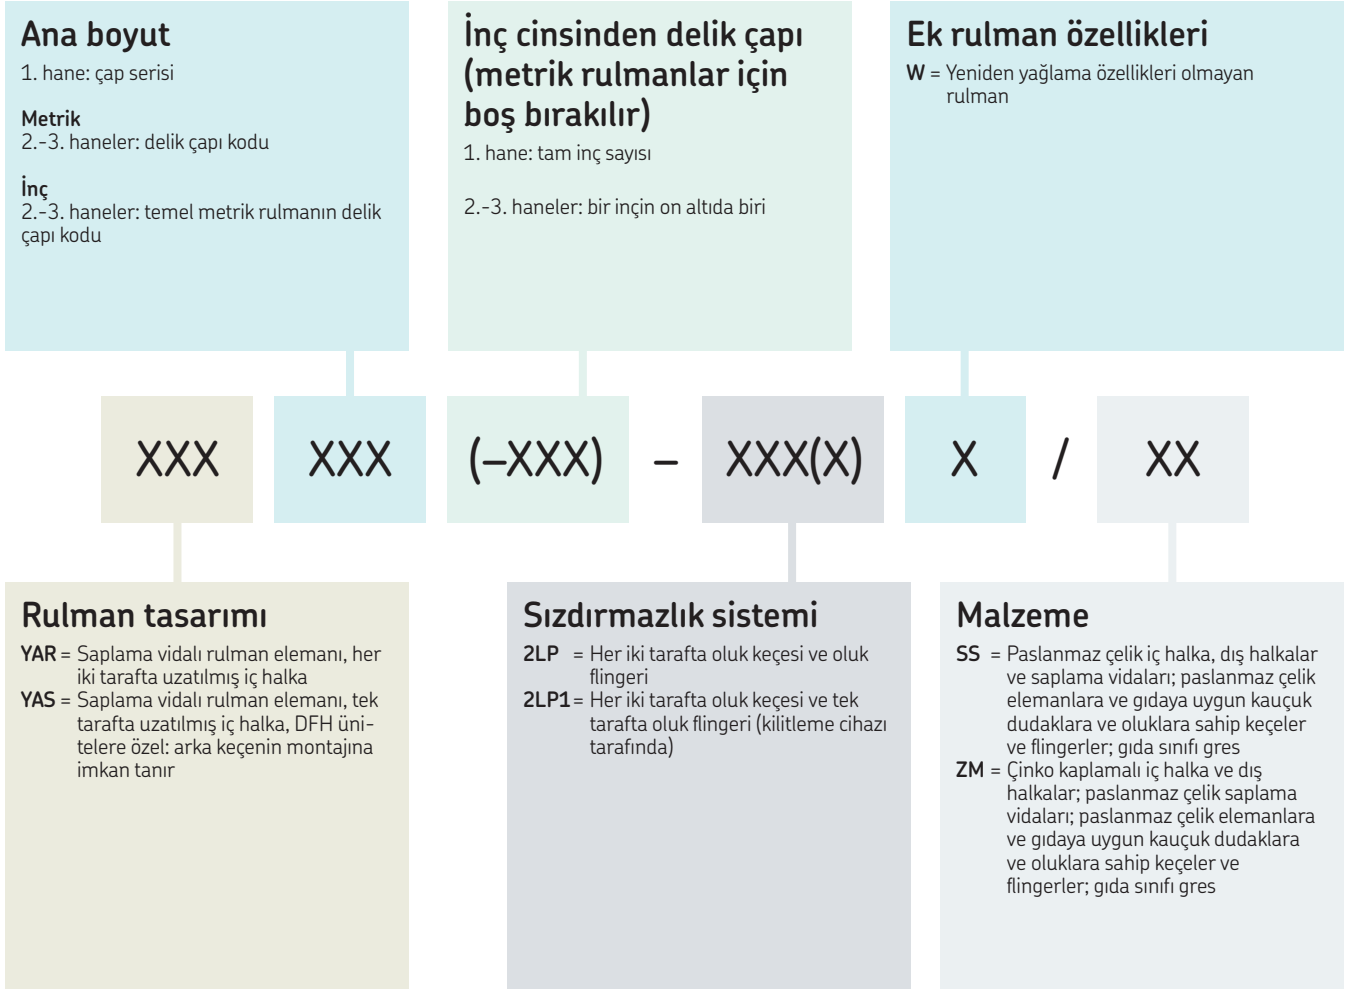 Ana boyut
1. hane: çap serisi
Metrik
2.-3. haneler: delik çapı kodu
İnç
2.-3. haneler: temel metrik rulmanın delik
çapı kodu
İnç cinsinden delik çapı
(metrik rulmanlar için
boş bırakılır)
1. hane: tam inç sayısı
2.-3. haneler: bir inçin on altıda biri
Ek rulman özellikleri
W = Yeniden yağlama özellikleri olmayan
rulman
XXX XXX (–XXX) – XXX(X) X / XX
Rulman tasarımı
YAR = Saplama vidalı rulman elemanı, her
iki tarafta uzatılmış iç halka
YAS = Saplama vidalı rulman elemanı, tek
tarafta uzatılmış iç halka, DFH üni-
telere özel: arka keçenin montajına
imkan tanır
Sızdırmazlık sistemi
2LP = Her iki tarafta oluk keçesi ve oluk
flingeri
2LP1 = Her iki tarafta oluk keçesi ve tek
tarafta oluk flingeri (kilitleme cihazı
tarafında)
Malzeme
SS = Paslanmaz çelik iç halka, dış halkalar
ve saplama vidaları; paslanmaz çelik
elemanlara ve gıdaya uygun kauçuk
dudaklara ve oluklara sahip keçeler
ve flingerler; gıda sınıfı gres
ZM = Çinko kaplamalı iç halka ve dış
halkalar; paslanmaz çelik saplama
vidaları; paslanmaz çelik elemanlara
ve gıdaya uygun kauçuk dudaklara
ve oluklara sahip keçeler ve
flingerler; gıda sınıfı gres